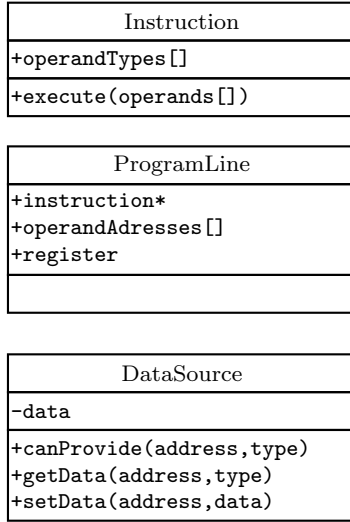 Instruction
+operandTypes[]
+execute(operands[])
ProgramLine
+instruction*
+operandAdresses[]
+register
DataSource
-data
+canProvide(address,type)
+getData(address,type)
+setData(address,data)